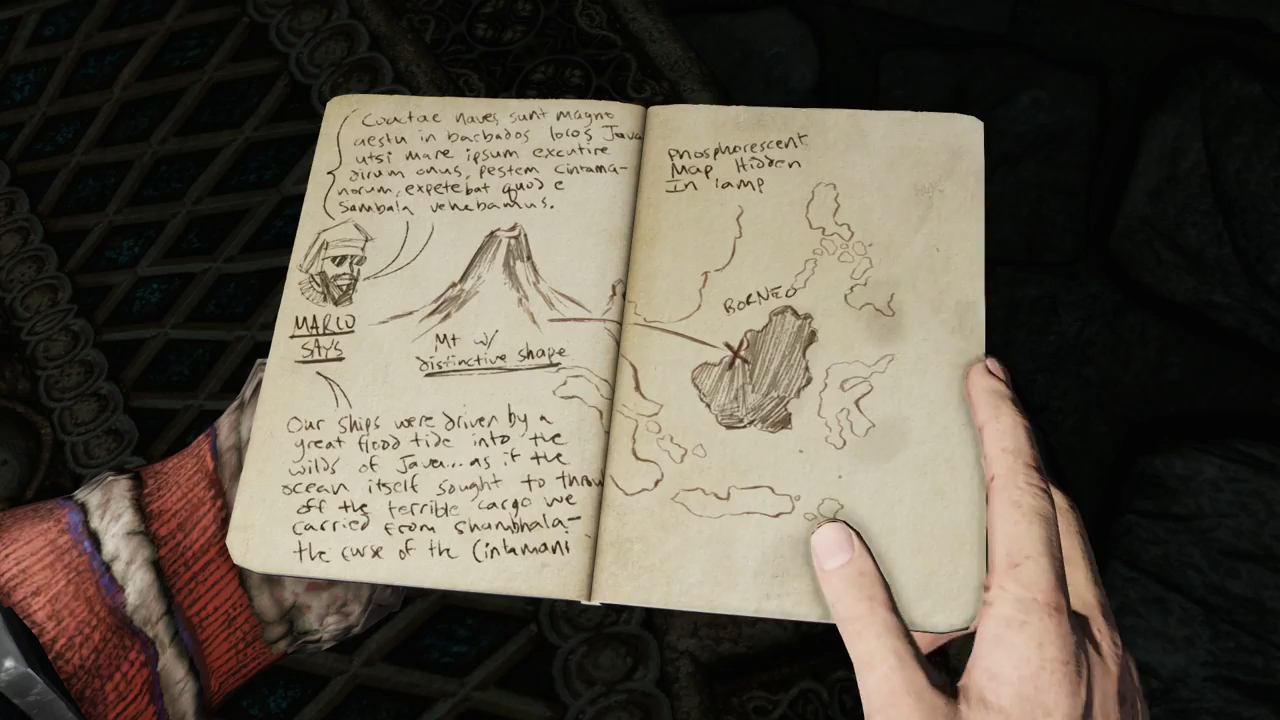 Coactae naves sunt magno
aestu in barbados locos Java
utsi mare ipsum excutire
dirum onus, pestem cintama-
norum, expetebat quod e
Sambala vehebamus.
MARCO
SAYS
Mt w/
distinctive shape
Our ships were driven by a
great flood tide into the
wilds of Java... as if the
ocean itself sought to throw
off the terrible cargo we
carried from Shambhala-
the curse of the Cintamani
Phosphorescent
Map Hidden
In lamp
BORNEO